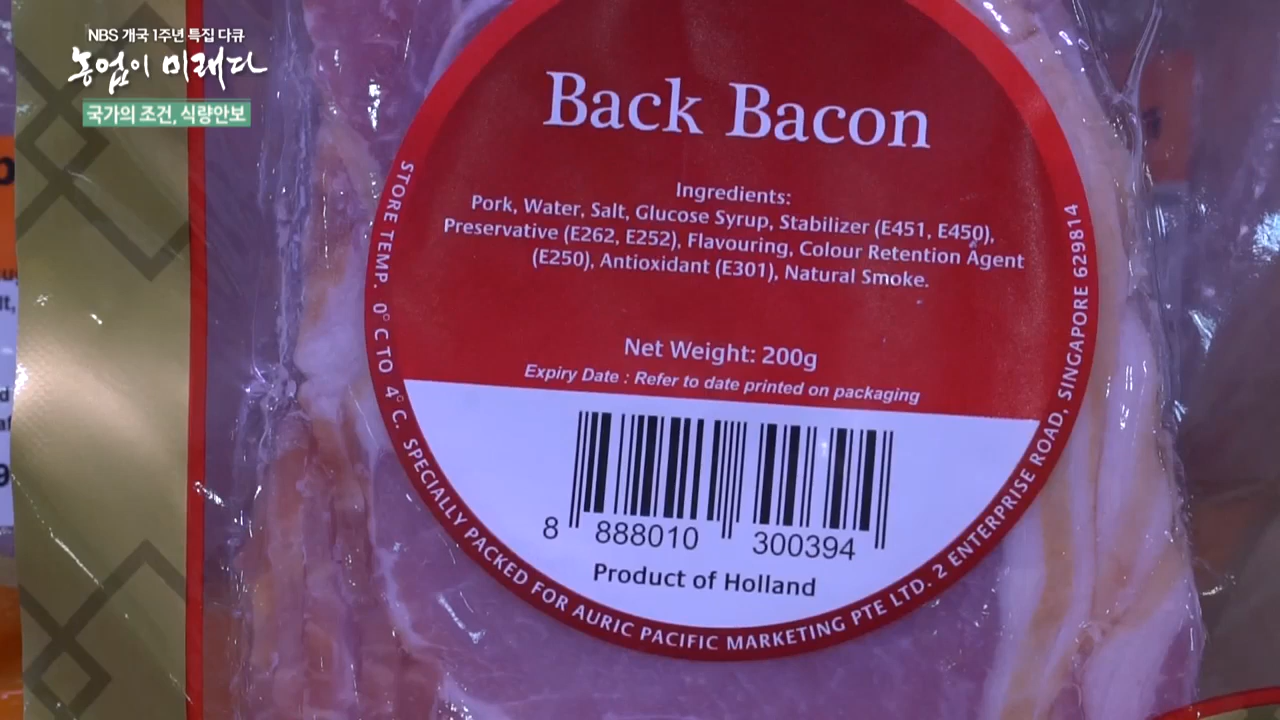 NBS 개국 1주년 특집 다큐
농업이 미래다
국가의 조건, 식량안보
Back Bacon
Ingredients:
Pork, Water, Salt, Glucose Syrup, Stabilizer (E451, E450),
Preservative (E262, E252), Flavouring, Colour Retention Agent
(E250), Antioxidant (E301), Natural Smoke.
Net Weight: 200g
Expiry Date : Refer to date printed on packaging
8 888010 300394
Product of Holland
STORE TEMP. 0°C TO 4°C. SPECIALLY PACKED FOR AURIC PACIFIC MARKETING PTE LTD. 2 ENTERPRISE ROAD, SINGAPORE 629814